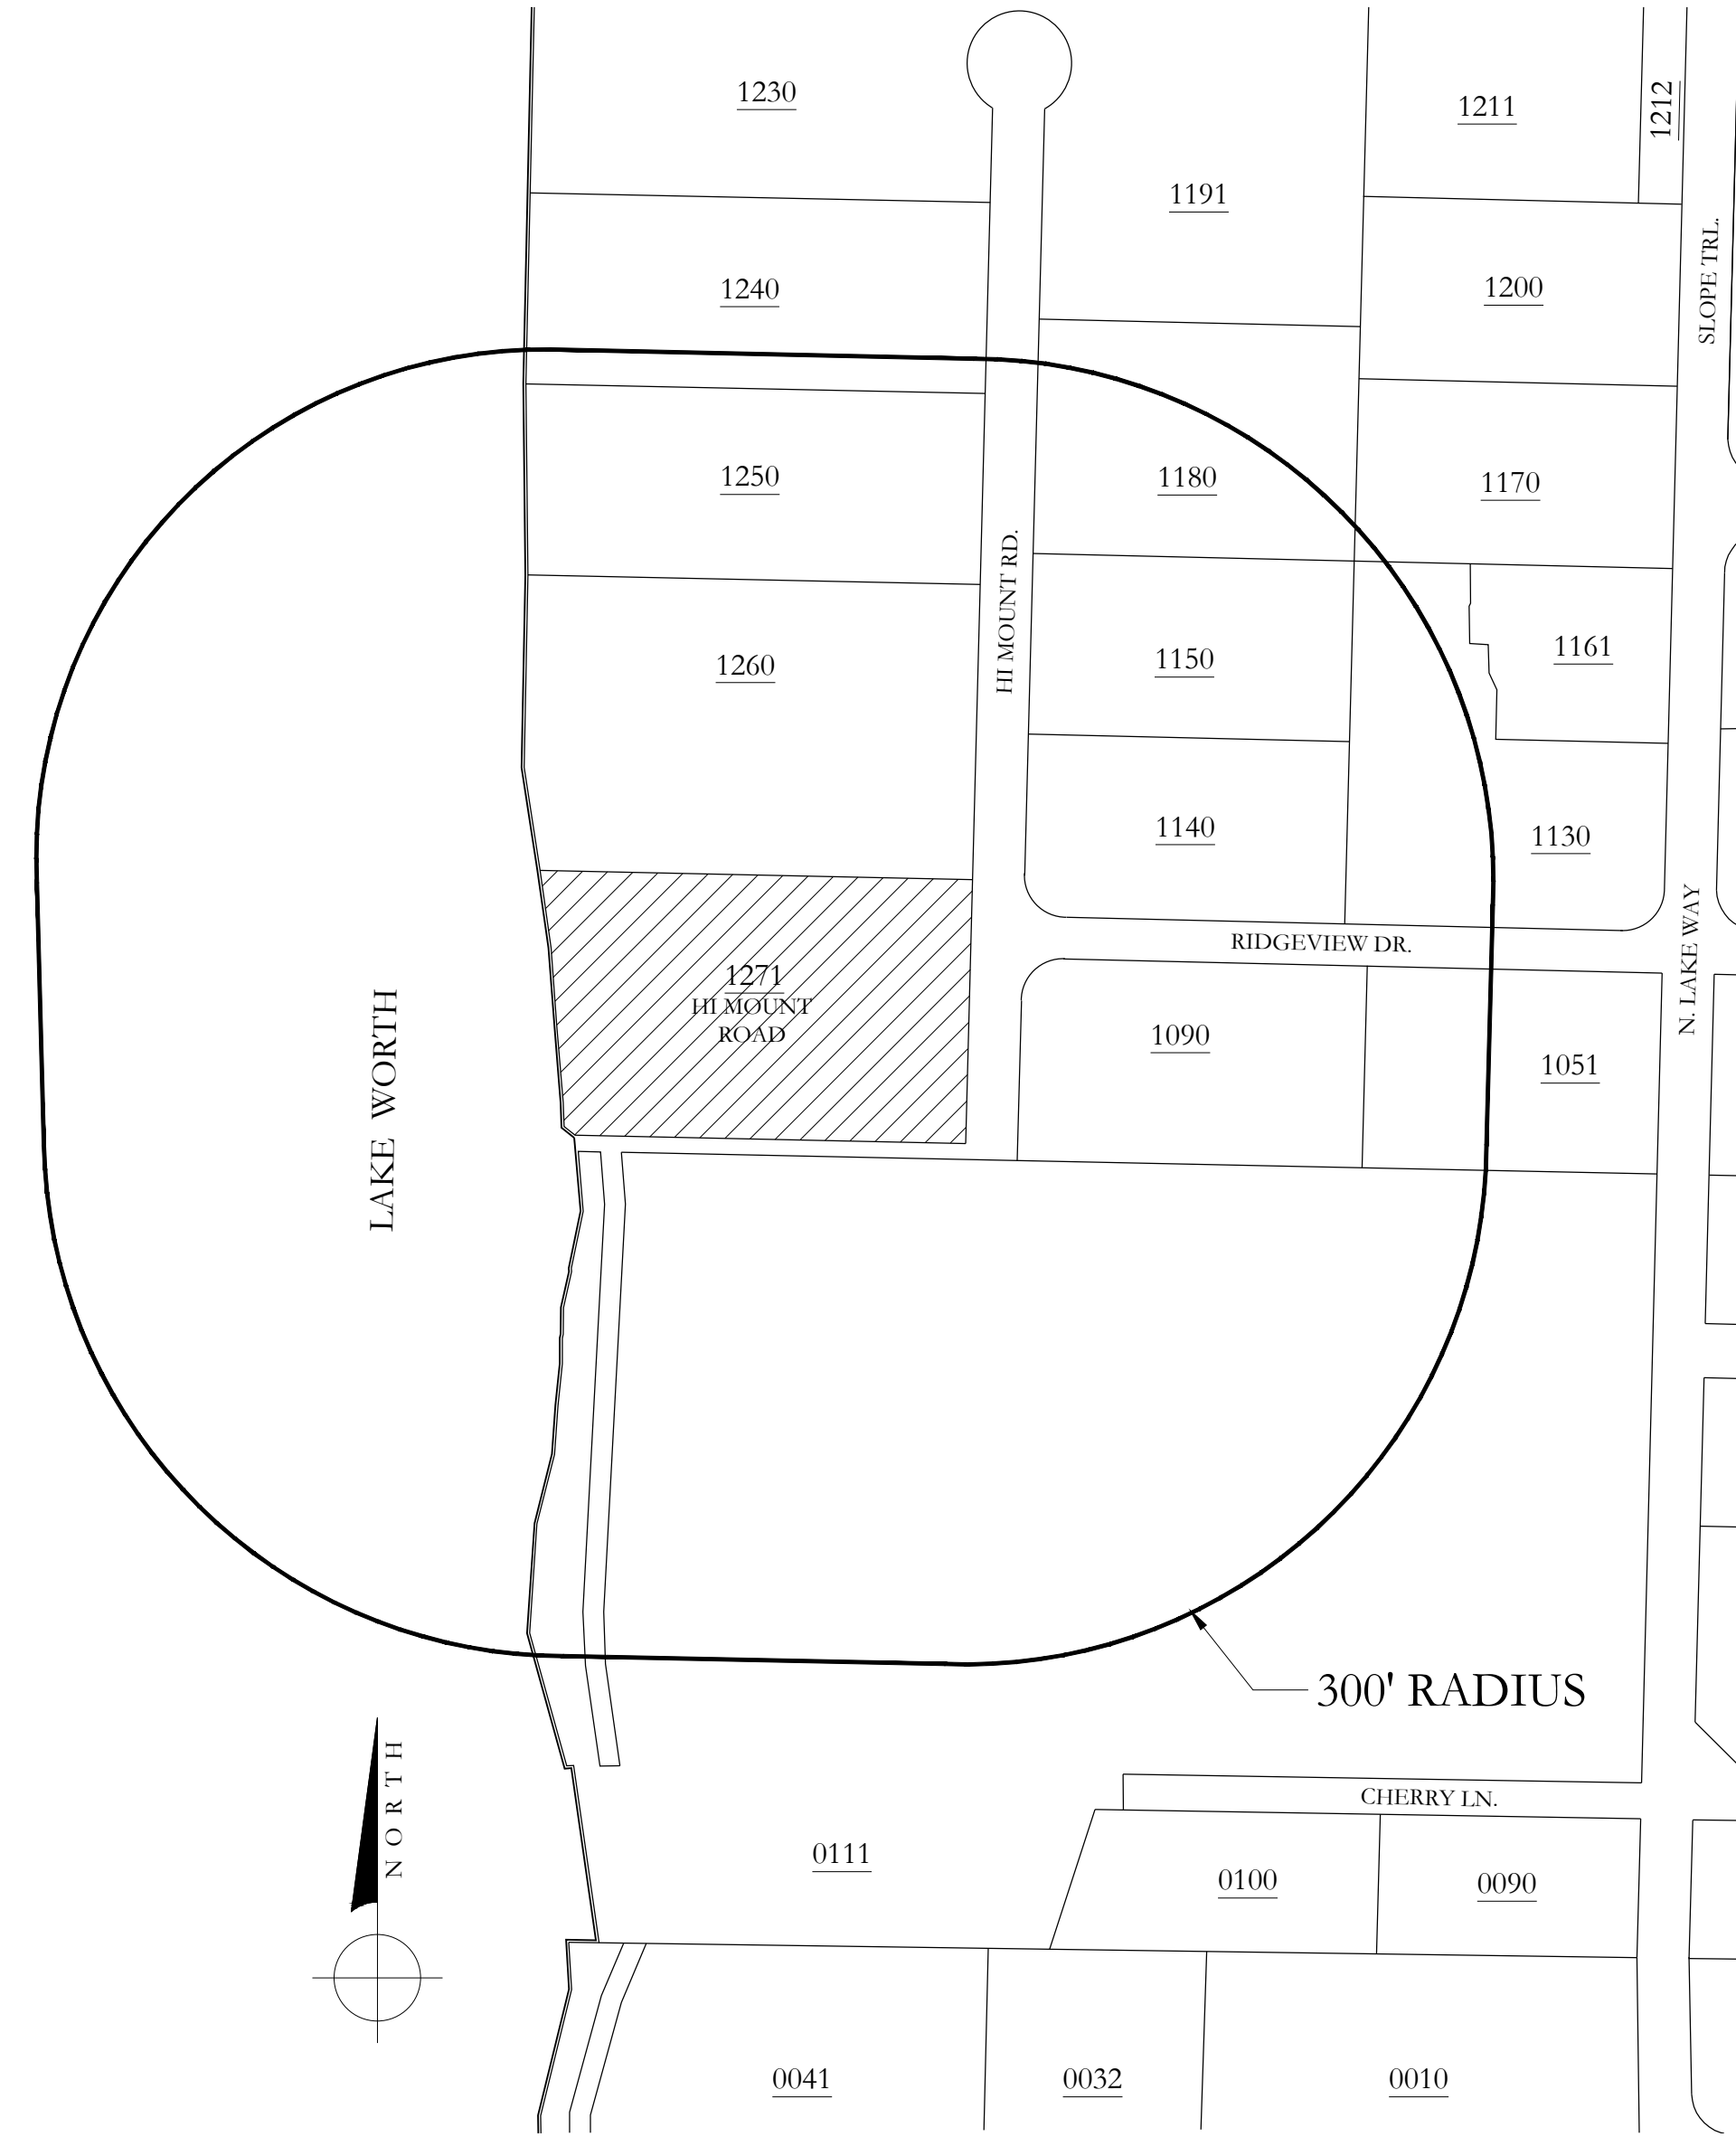 1230
1211
1212
1191
1240
1200
SLOPE TRL.
1250
1180
1170
HI MOUNT RD.
1260
1150
1161
1140
1130
RIDGEVIEW DR.
N. LAKE WAY
1271
HI MOUNT
ROAD
LAKE WORTH
1090
1051
300' RADIUS
NORTH
CHERRY LN.
0111
0100
0090
0041
0032
0010